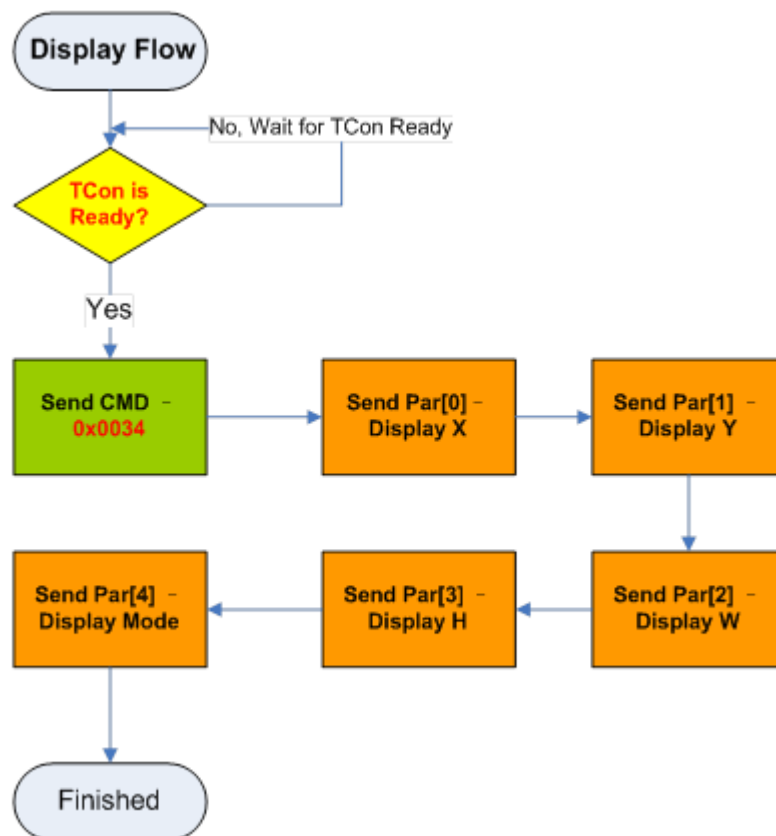 Display Flow
No, Wait for TCon Ready
TCon is
Ready?
Yes
Send CMD –
0x0034
Send Par[0] –
Display X
Send Par[1] –
Display Y
Send Par[2] –
Display W
Send Par[3] –
Display H
Send Par[4] –
Display Mode
Finished